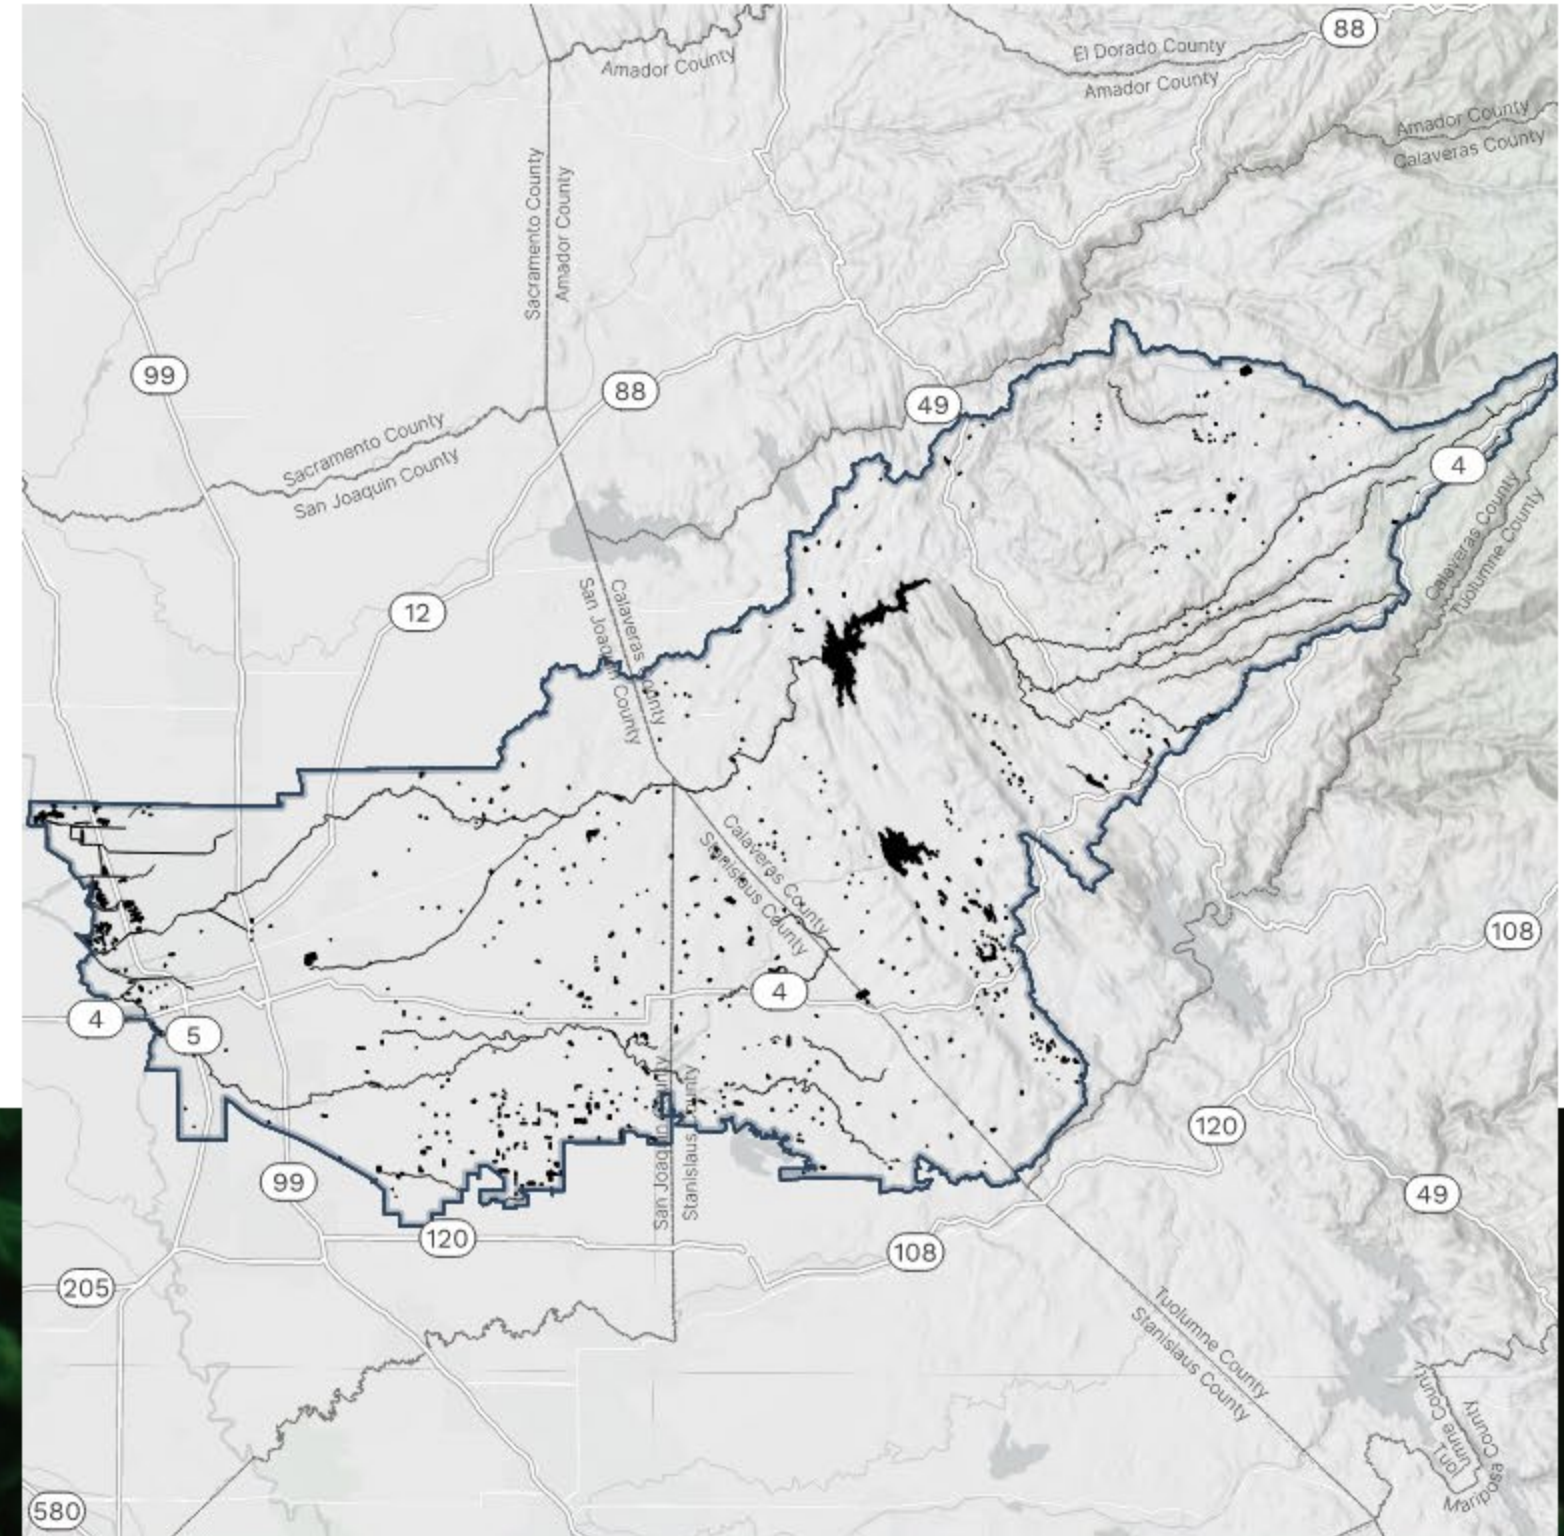 88
El Dorado County
Amador County
Amador County
Amador County
Calaveras County
Sacramento County
Amador County
99
88
49
Sacramento County
San Joaquin County
4
Calaveras County
Tuolumne County
12
Calaveras County
San Joaquin County
Calaveras County
Stanislaus County
108
4
4
5
San Joaquin County
Stanislaus County
120
99
49
120
108
205
Tuolumne County
Stanislaus County
Mariposa County
580